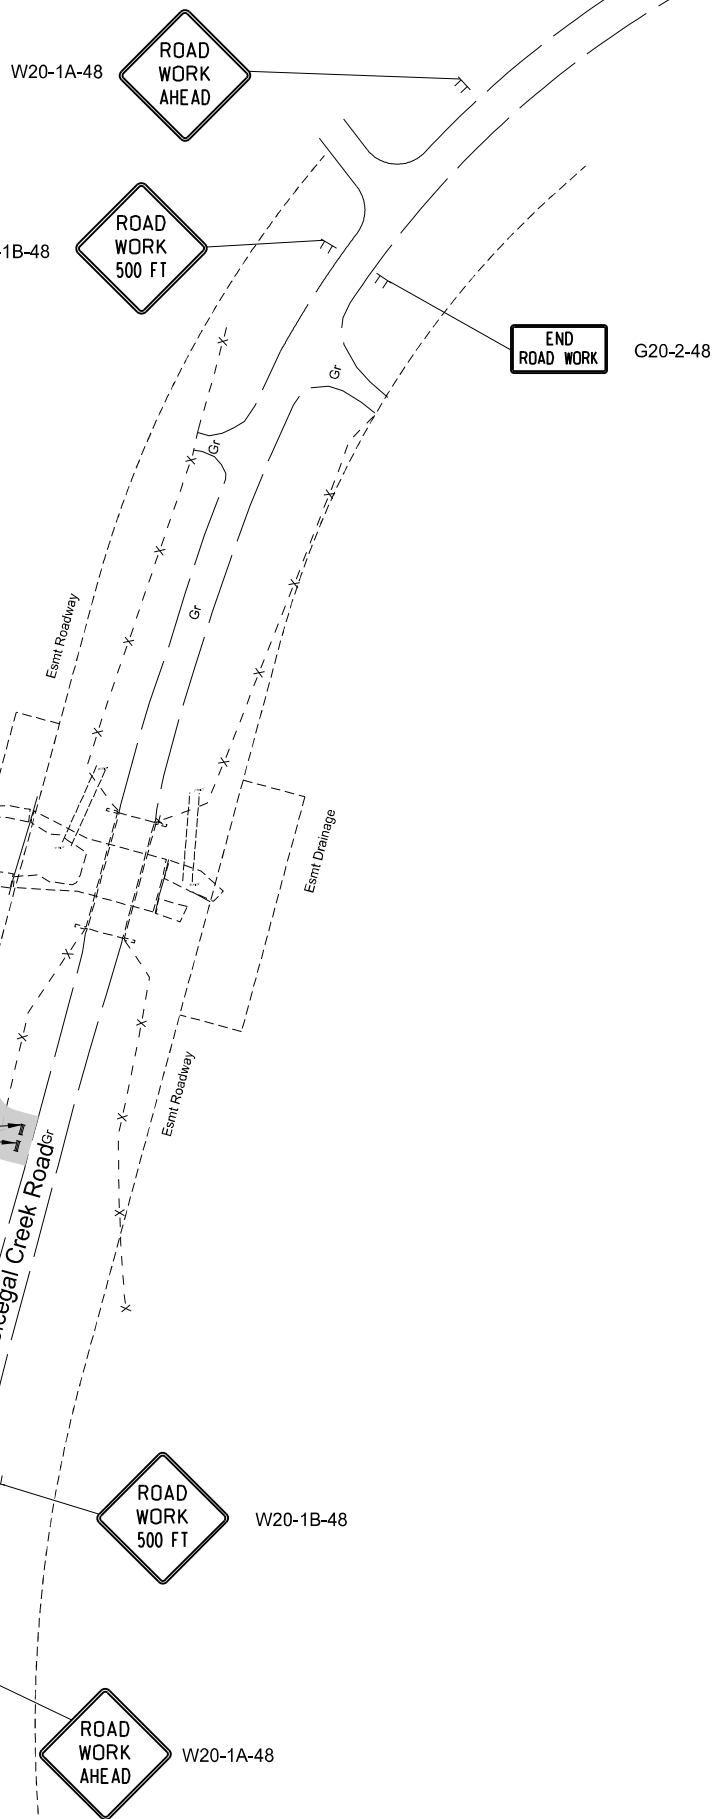 W20-1A-48
ROAD
WORK
AHEAD
ROAD
WORK
500 FT
-1B-48
END
ROAD WORK
G20-2-48
Gr
Gr
Gr
Esmt Roadway
Esmt Drainage
Esmt Roadway
Gr
Creek Road
ROAD
WORK
500 FT
W20-1B-48
ROAD
WORK
AHEAD
W20-1A-48